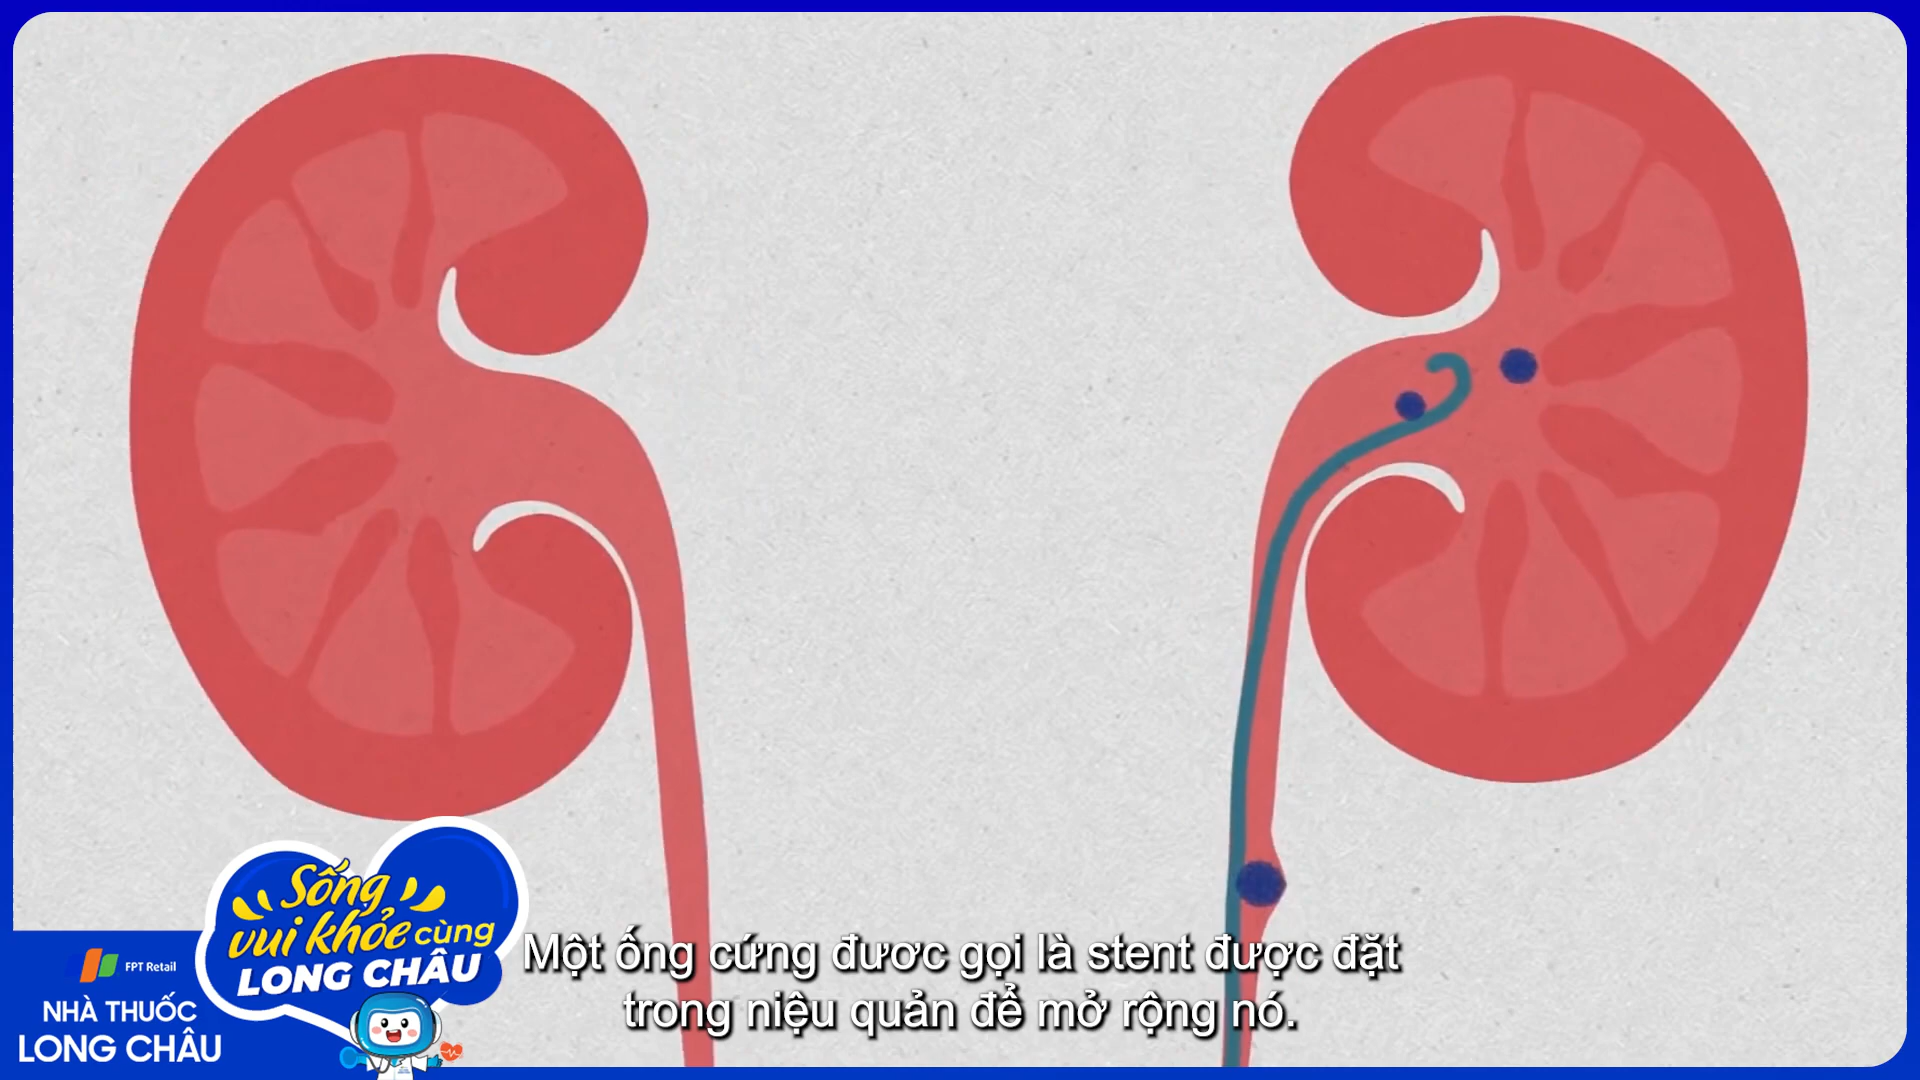 Sống
vui khỏe cùng
LONG CHÂU
FPT Retail
NHÀ THUỐC
LONG CHÂU
Một ống cứng đươc gọi là stent được đặt
trong niệu quản để mở rộng nó.